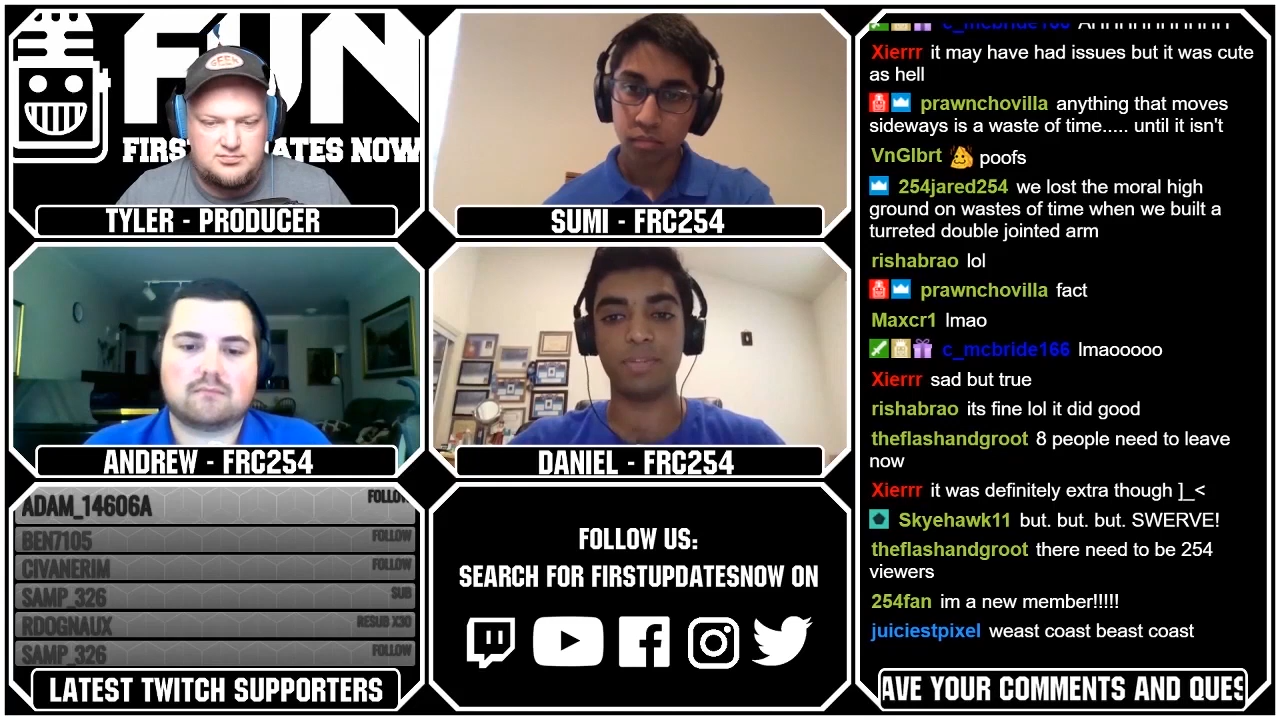 FUN
FIRST UPDATES NOW
GEEK
TYLER - PRODUCER
SUMI - FRC254
ANDREW - FRC254
DANIEL - FRC254
ADAM_14606A FOLLOW
BEN7105 FOLLOW
CIVANERIM FOLLOW
SAMP_326 SUB
RDOGNAUX RESUB X30
SAMP_326 FOLLOW
LATEST TWITCH SUPPORTERS
FOLLOW US:
SEARCH FOR FIRSTUPDATESNOW ON
c_mcbride166
Xierrr it may have had issues but it was cute
as hell
prawnchovilla anything that moves
sideways is a waste of time..... until it isn't
VnGlbrt poofs
254jared254 we lost the moral high
ground on wastes of time when we built a
turreted double jointed arm
rishabrao lol
prawnchovilla fact
Maxcr1 lmao
c_mcbride166 lmaooooo
Xierrr sad but true
rishabrao its fine lol it did good
theflashandgroot 8 people need to leave
now
Xierrr it was definitely extra though ]_<
Skyehawk11 but. but. but. SWERVE!
theflashandgroot there need to be 254
viewers
254fan im a new member!!!!!
juiciestpixel weast coast beast coast
AVE YOUR COMMENTS AND QUES